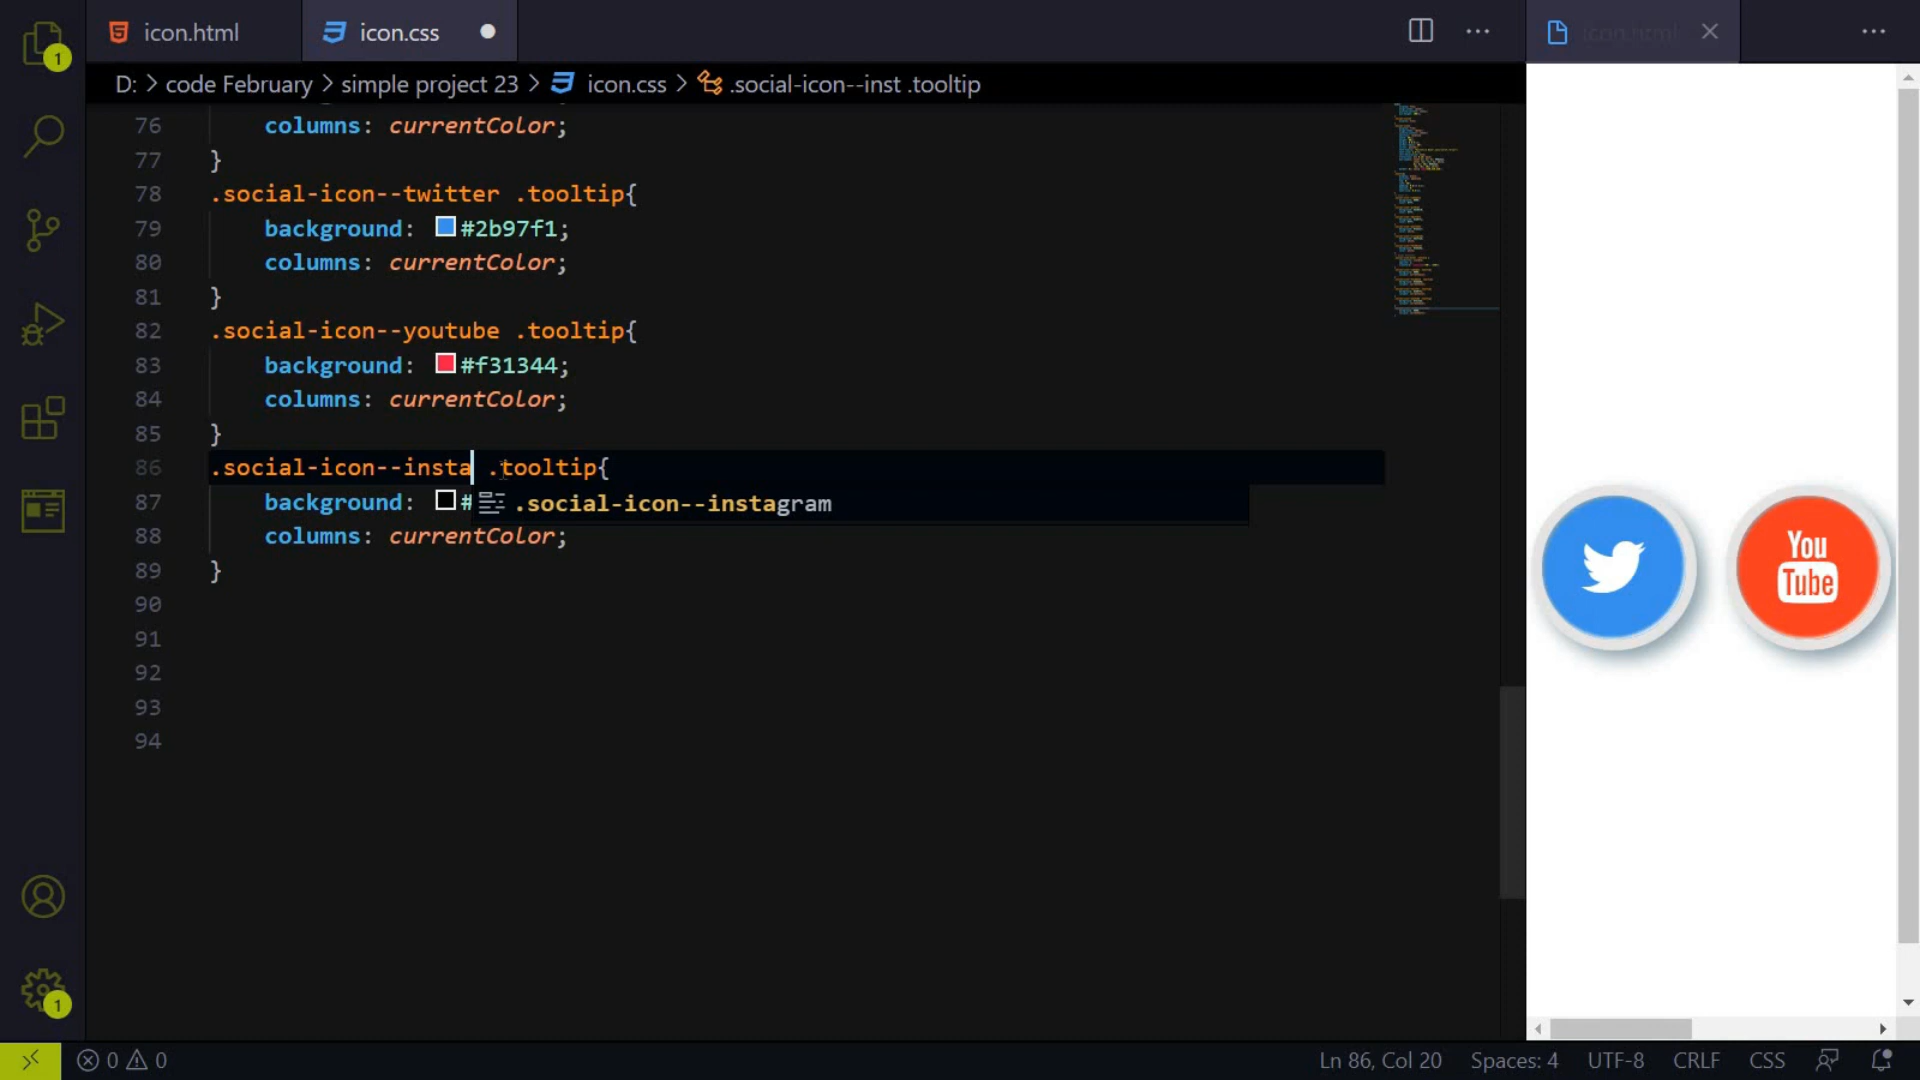 icon.html
icon.css
icon.html
1
D: > code February > simple project 23 > icon.css > .social-icon--inst .tooltip
76 columns: currentColor;
77 }
78 .social-icon--twitter .tooltip{
79 background: #2b97f1;
80 columns: currentColor;
81 }
82 .social-icon--youtube .tooltip{
83 background: #f31344;
84 columns: currentColor;
85 }
86 .social-icon--insta .tooltip{
87 background: #
.social-icon--instagram
88 columns: currentColor;
89 }
90
91
92
93
94
You
Tube
1
0 0
Ln 86, Col 20 Spaces: 4 UTF-8 CRLF CSS